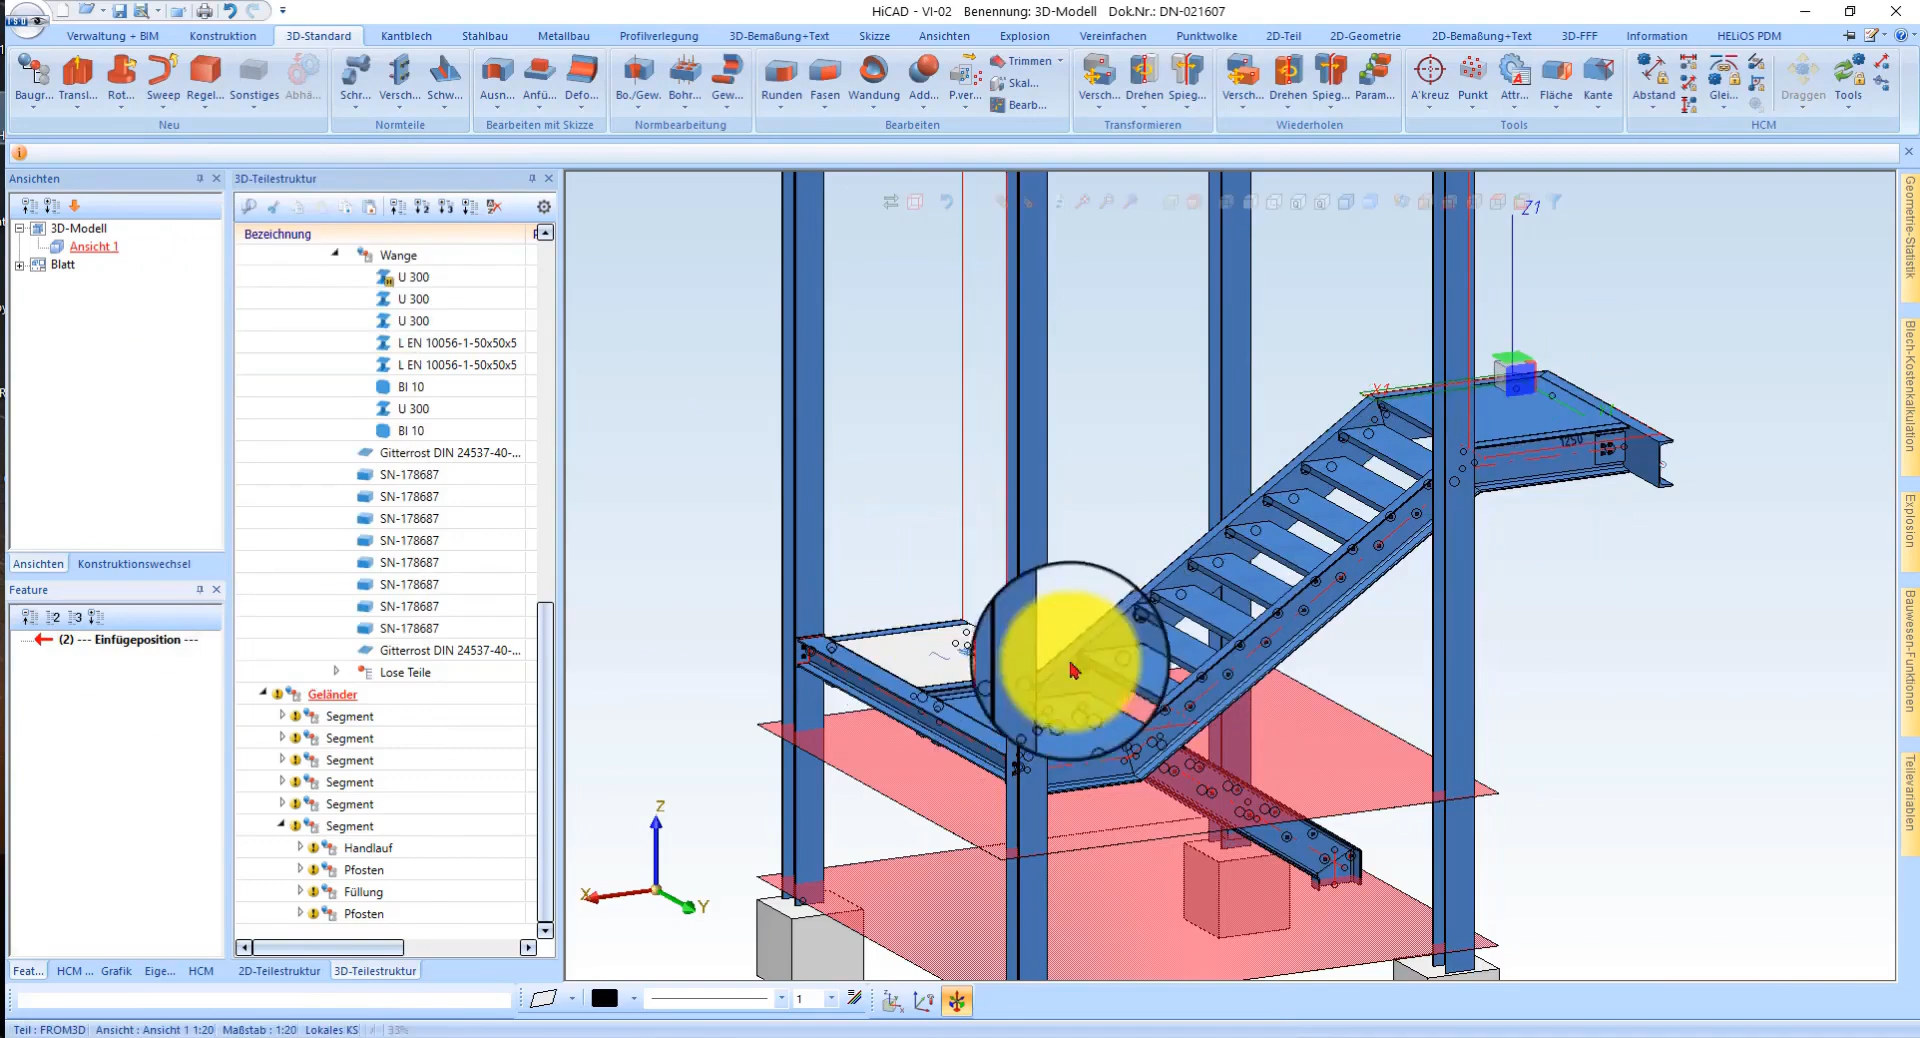 HiCAD - VI-02 Benennung: 3D-Modell Dok.Nr.: DN-021607
ISD
Verwaltung + BIM Konstruktion 3D-Standard Kantblech Stahlbau Metallbau Profilverlegung 3D-Bemaßung+Text Skizze Ansichten Explosion Vereinfachen Punktwolke 2D-Teil 2D-Geometrie 2D-Bemaßung+Text 3D-FFF Information HELiOS PDM
Trimmen
Skal...
Bearb...
Baugr... Transl... Rot... Sweep Regel... Sonstiges Abhä... Schr... Versch... Schw... Ausn... Anfü... Defo... Bo./Gew. Bohr... Gew... Runden Fasen Wandung Add... P.ver... Versch... Drehen Spieg... Versch... Drehen Spieg... Param... A'kreuz Punkt Attr... Fläche Kante Abstand Glei... Draggen Tools
Neu Normteile Bearbeiten mit Skizze Normbearbeitung Bearbeiten Transformieren Wiederholen Tools HCM
Ansichten
3D-Modell
Ansicht 1
Blatt
Ansichten Konstruktionswechsel
Feature
(2) --- Einfügeposition ---
Feat... HCM ... Grafik Eige... HCM
3D-Teilestruktur
Bezeichnung
Wange
U 300
U 300
U 300
L EN 10056-1-50x50x5
L EN 10056-1-50x50x5
Bl 10
U 300
Bl 10
Gitterrost DIN 24537-40-...
SN-178687
SN-178687
SN-178687
SN-178687
SN-178687
SN-178687
SN-178687
SN-178687
Gitterrost DIN 24537-40-...
Lose Teile
Geländer
Segment
Segment
Segment
Segment
Segment
Segment
Handlauf
Pfosten
Füllung
Pfosten
2D-Teilestruktur 3D-Teilestruktur
Z1
X1
1250
Z
X
Y
Geometrie-Statistik
Blech-Kostenkalkulation
Explosion
Bauwesen-Funktionen
Teilevariablen
1
Teil : FROM3D Ansicht : Ansicht 1 1:20 Maßstab : 1:20 Lokales KS 33%